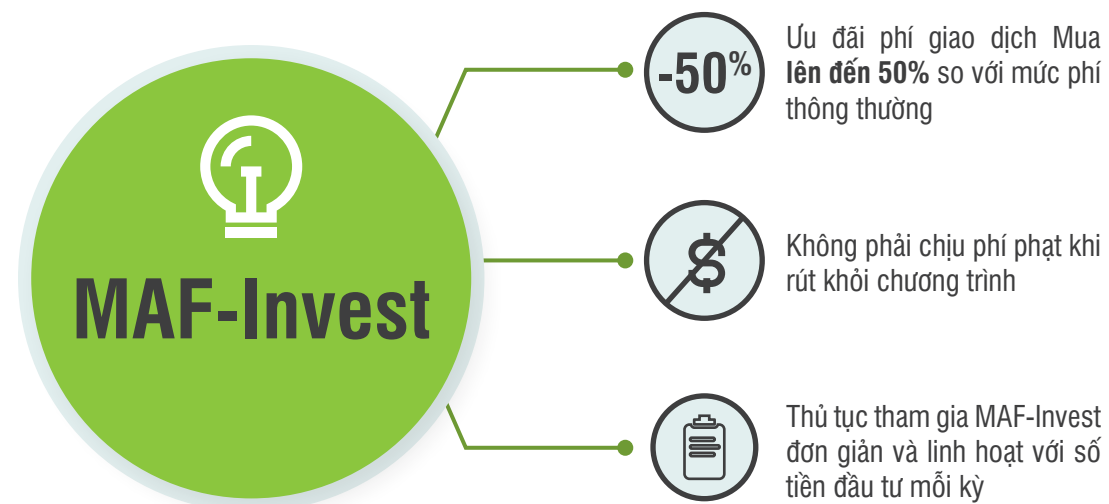 MAF-Invest
-50%
Ưu đãi phí giao dịch Mua
lên đến 50% so với mức phí
thông thường
$
Không phải chịu phí phạt khi
rút khỏi chương trình
Thủ tục tham gia MAF-Invest
đơn giản và linh hoạt với số
tiền đầu tư mỗi kỳ